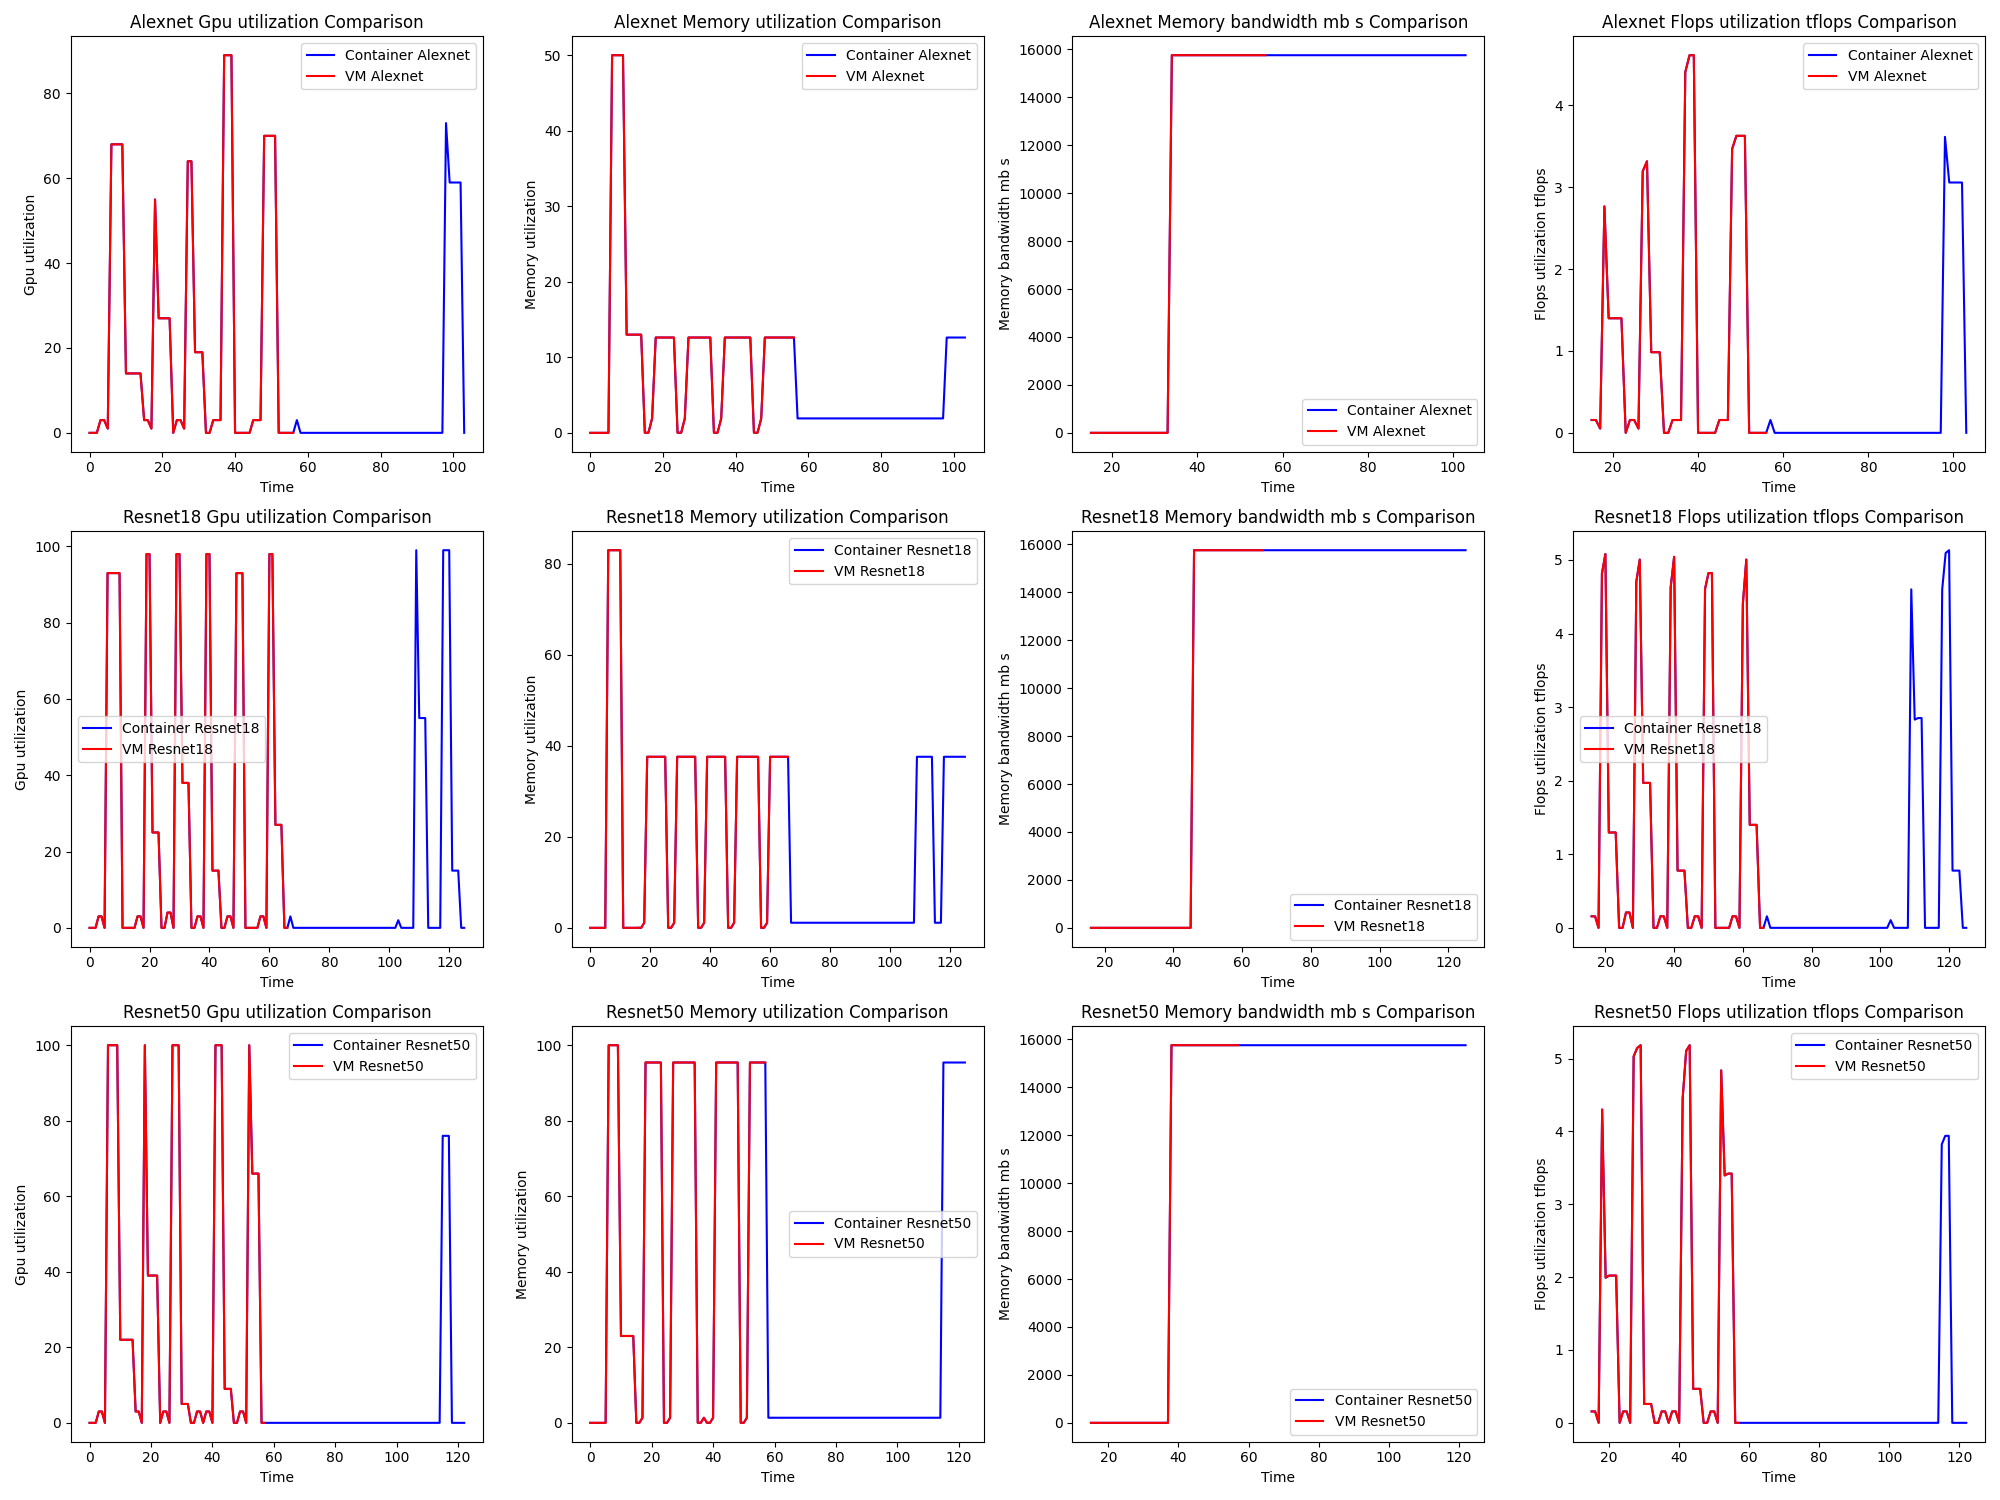 Alexnet Gpu utilization Comparison
Container Alexnet
VM Alexnet
Gpu utilization
80
60
40
20
0
0 20 40 60 80 100
Time
Alexnet Memory utilization Comparison
Container Alexnet
VM Alexnet
Memory utilization
50
40
30
20
10
0
0 20 40 60 80 100
Time
Alexnet Memory bandwidth mb s Comparison
Memory bandwidth mb s
16000
14000
12000
10000
8000
6000
4000
2000
0
Container Alexnet
VM Alexnet
20 40 60 80 100
Time
Alexnet Flops utilization tflops Comparison
Container Alexnet
VM Alexnet
Flops utilization tflops
4
3
2
1
0
20 40 60 80 100
Time
Resnet18 Gpu utilization Comparison
Gpu utilization
100
80
60
40
20
0
Container Resnet18
VM Resnet18
0 20 40 60 80 100 120
Time
Resnet18 Memory utilization Comparison
Container Resnet18
VM Resnet18
Memory utilization
80
60
40
20
0
0 20 40 60 80 100 120
Time
Resnet18 Memory bandwidth mb s Comparison
Memory bandwidth mb s
16000
14000
12000
10000
8000
6000
4000
2000
0
Container Resnet18
VM Resnet18
20 40 60 80 100 120
Time
Resnet18 Flops utilization tflops Comparison
Flops utilization tflops
5
4
3
2
1
0
Container Resnet18
VM Resnet18
20 40 60 80 100 120
Time
Resnet50 Gpu utilization Comparison
Container Resnet50
VM Resnet50
Gpu utilization
100
80
60
40
20
0
0 20 40 60 80 100 120
Time
Resnet50 Memory utilization Comparison
Memory utilization
100
80
60
40
20
0
Container Resnet50
VM Resnet50
0 20 40 60 80 100 120
Time
Resnet50 Memory bandwidth mb s Comparison
Memory bandwidth mb s
16000
14000
12000
10000
8000
6000
4000
2000
0
Container Resnet50
VM Resnet50
20 40 60 80 100 120
Time
Resnet50 Flops utilization tflops Comparison
Container Resnet50
VM Resnet50
Flops utilization tflops
5
4
3
2
1
0
20 40 60 80 100 120
Time